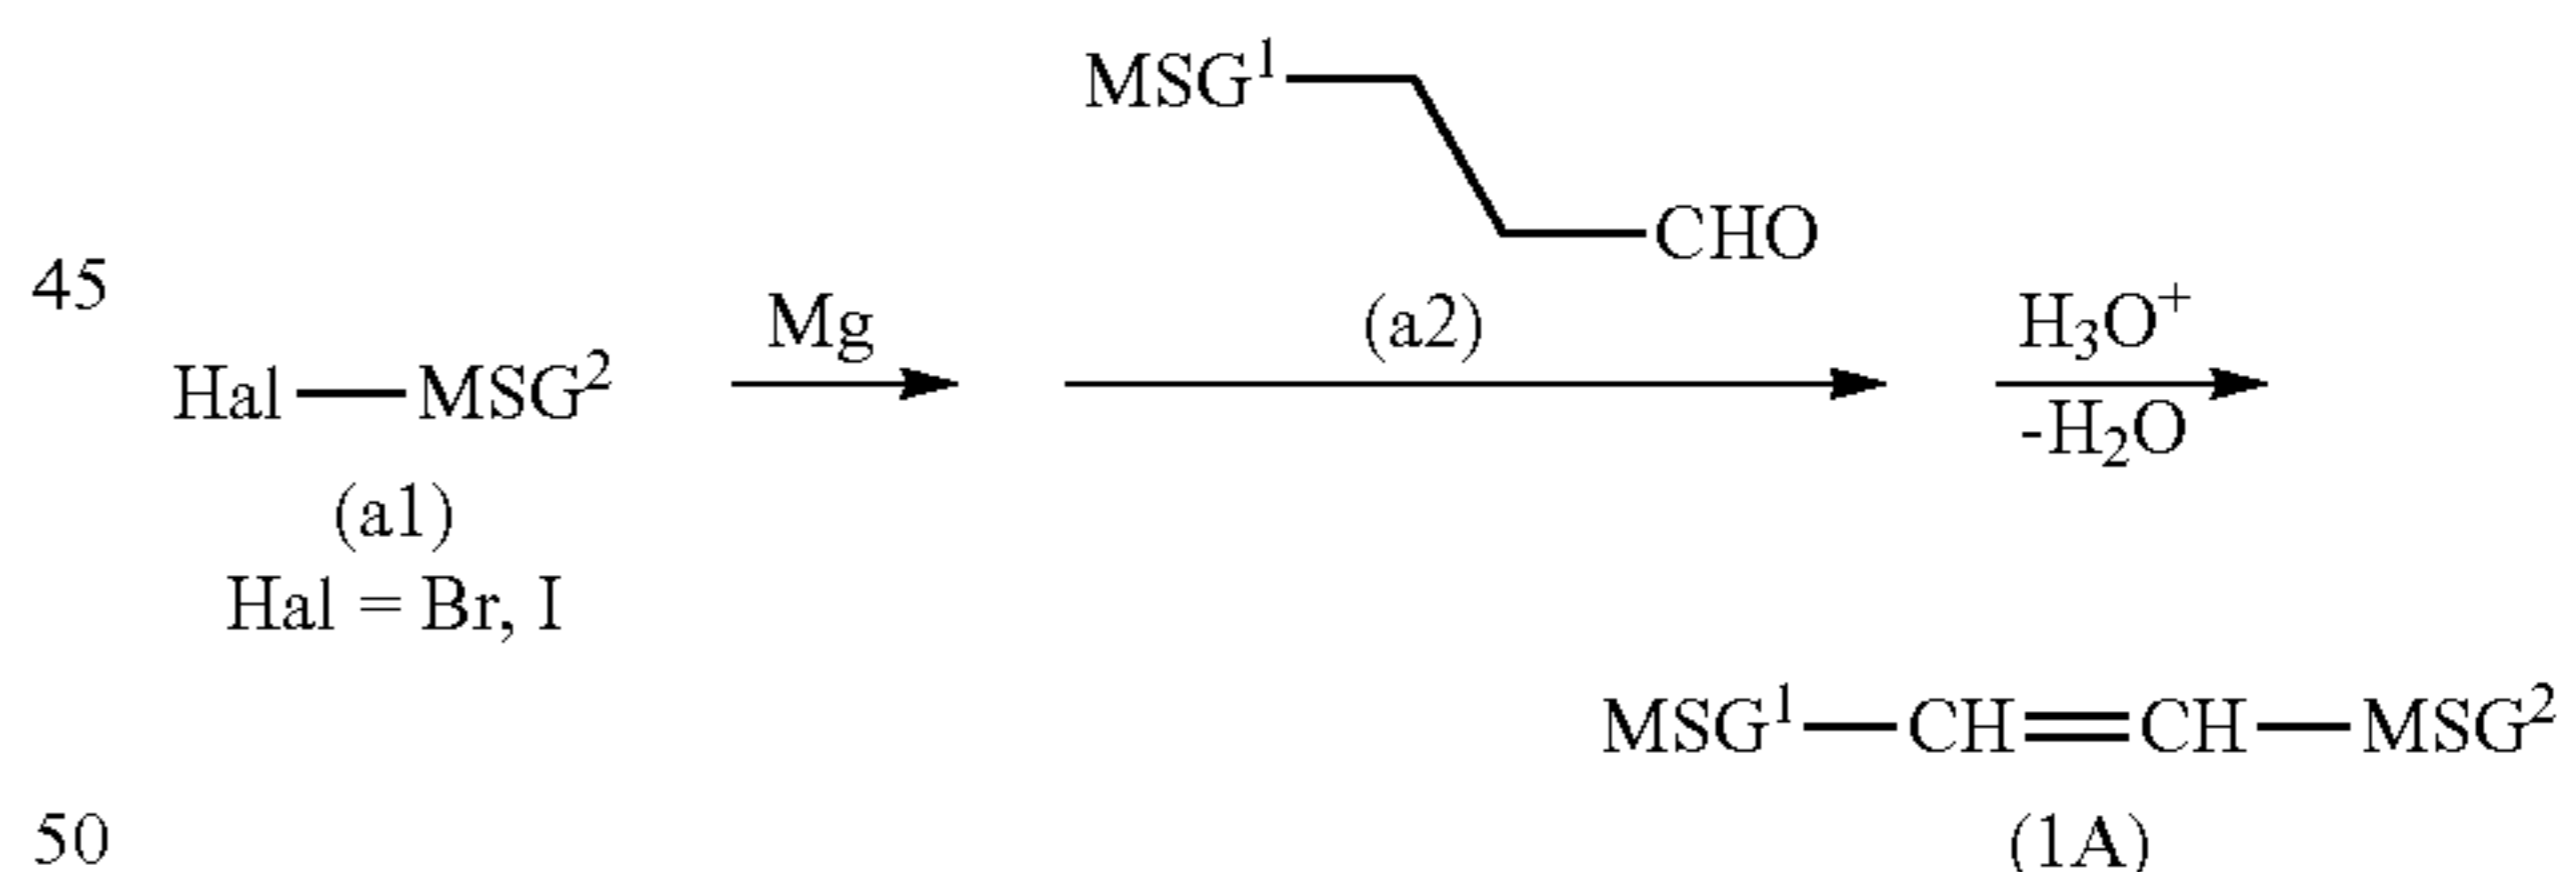 MSG¹
CHO
45
(a2)
Mg
H₃O⁺
Hal—MSG²
-H₂O
(a1)
Hal = Br, I
MSG¹—CH=CH—MSG²
50
(1A)